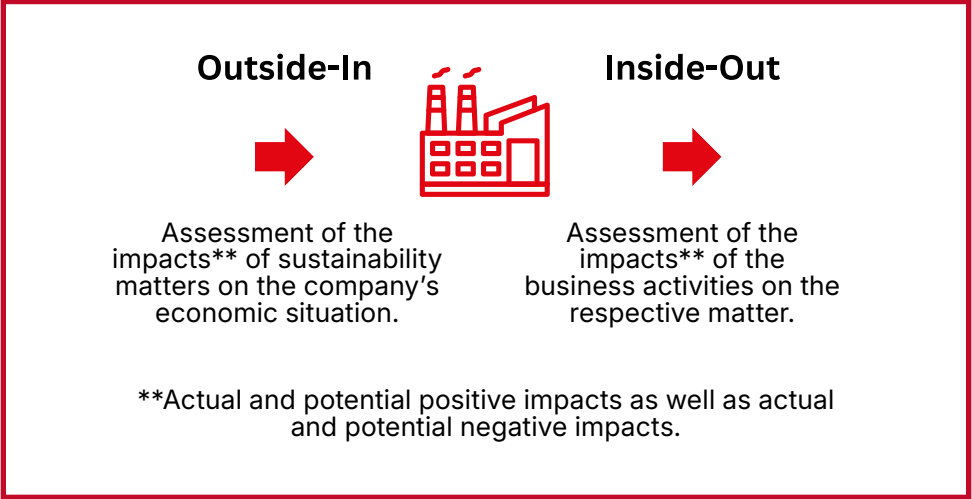 Outside-In
Inside-Out
Assessment of the
impacts** of sustainability
matters on the company’s
economic situation.
Assessment of the
impacts** of the
business activities on the
respective matter.
**Actual and potential positive impacts as well as actual
and potential negative impacts.